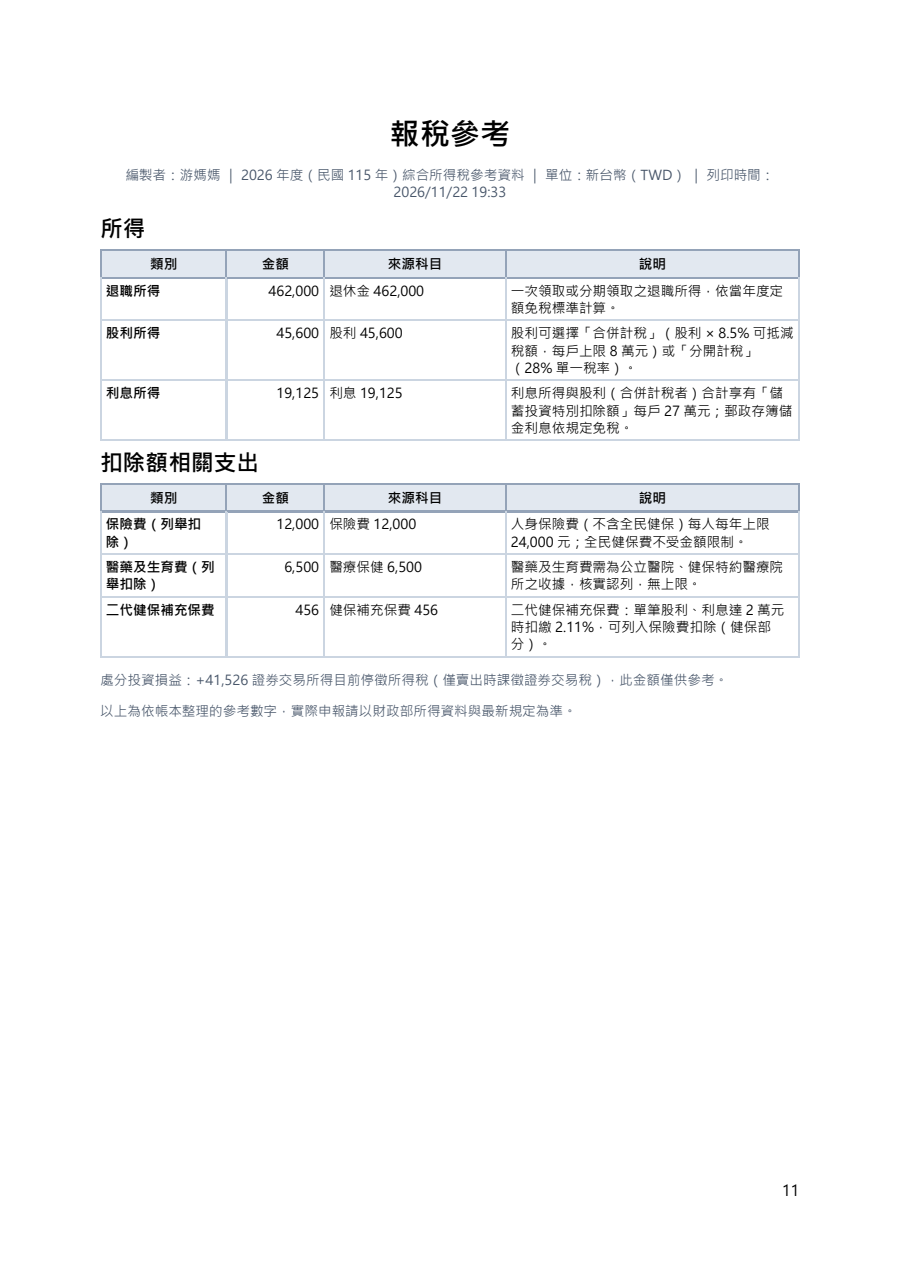 報稅參考
編製者：游媽媽 | 2026 年度（民國 115 年）綜合所得稅參考資料 | 單位：新台幣（TWD） | 列印時間：
2026/11/22 19:33
所得
類別 金額 來源科目 說明
退職所得 462,000 退休金 462,000 一次領取或分期領取之退職所得，依當年度定
額免稅標準計算。
股利所得 45,600 股利 45,600 股利可選擇「合併計稅」（股利 × 8.5% 可抵減
稅額，每戶上限 8 萬元）或「分開計稅」
（28% 單一稅率）。
利息所得 19,125 利息 19,125 利息所得與股利（合併計稅者）合計享有「儲
蓄投資特別扣除額」每戶 27 萬元；郵政存簿儲
金利息依規定免稅。
扣除額相關支出
類別 金額 來源科目 說明
保險費（列舉扣 12,000 保險費 12,000 人身保險費（不含全民健保）每人每年上限
除） 24,000 元；全民健保費不受金額限制。
醫藥及生育費（列 6,500 醫療保健 6,500 醫藥及生育費需為公立醫院、健保特約醫療院
舉扣除） 所之收據，核實認列，無上限。
二代健保補充保費 456 健保補充保費 456 二代健保補充保費：單筆股利、利息達 2 萬元
時扣繳 2.11%，可列入保險費扣除（健保部
分）。
處分投資損益：+41,526 證券交易所得目前停徵所得稅（僅賣出時課徵證券交易稅），此金額僅供參考。
以上為依帳本整理的參考數字，實際申報請以財政部所得資料與最新規定為準。
11